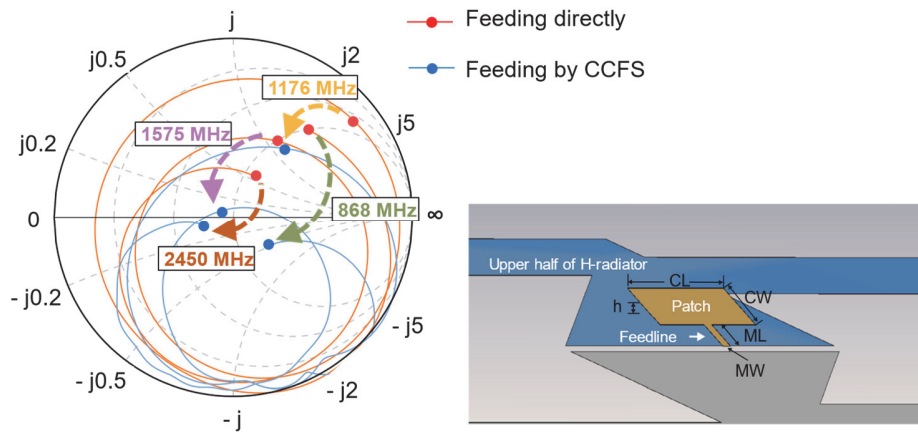 Feeding directly
Feeding by CCFS
j
j0.5
j2
1176 MHz
1575 MHz
j5
j0.2
0
868 MHz
∞
2450 MHz
- j0.2
- j5
- j0.5
- j2
- j
Upper half of H-radiator
CL
CW
h
Patch
ML
Feedline
MW